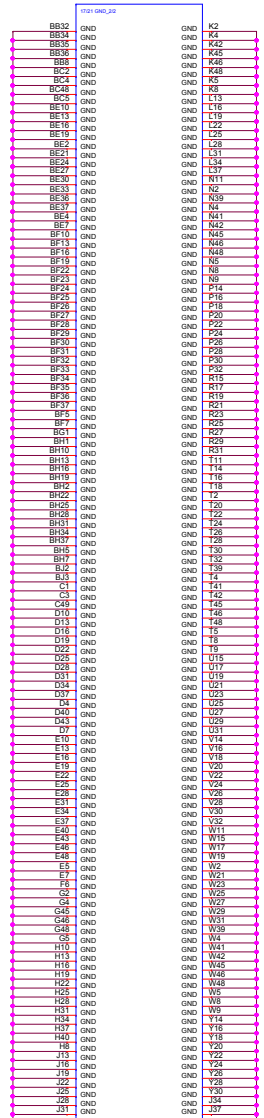 17/21 GND_2/2
BB32 GND GND K2
BB34 GND GND K4
BB35 GND GND K42
BB36 GND GND K45
BB8 GND GND K46
BC2 GND GND K48
BC4 GND GND K5
BC48 GND GND K8
BC5 GND GND L13
BE10 GND GND L16
BE13 GND GND L19
BE16 GND GND L22
BE19 GND GND L25
BE2 GND GND L28
BE21 GND GND L31
BE24 GND GND L34
BE27 GND GND L37
BE30 GND GND N11
BE33 GND GND N2
BE36 GND GND N39
BE37 GND GND N4
BE4 GND GND N41
BE7 GND GND N42
BF10 GND GND N45
BF13 GND GND N46
BF16 GND GND N48
BF19 GND GND N5
BF22 GND GND N8
BF23 GND GND N9
BF24 GND GND P14
BF25 GND GND P16
BF26 GND GND P18
BF27 GND GND P20
BF28 GND GND P22
BF29 GND GND P24
BF30 GND GND P26
BF31 GND GND P28
BF32 GND GND P30
BF33 GND GND P32
BF34 GND GND R15
BF35 GND GND R17
BF36 GND GND R19
BF37 GND GND R21
BF5 GND GND R23
BF7 GND GND R25
BG1 GND GND R27
BH1 GND GND R29
BH10 GND GND R31
BH13 GND GND T11
BH16 GND GND T14
BH19 GND GND T16
BH2 GND GND T18
BH22 GND GND T2
BH25 GND GND T20
BH28 GND GND T22
BH31 GND GND T24
BH34 GND GND T26
BH37 GND GND T28
BH5 GND GND T30
BH7 GND GND T32
BJ2 GND GND T39
BJ3 GND GND T4
C1 GND GND T41
C3 GND GND T42
C49 GND GND T45
D10 GND GND T46
D13 GND GND T48
D16 GND GND T5
D19 GND GND T8
D22 GND GND T9
D25 GND GND U15
D28 GND GND U17
D31 GND GND U19
D34 GND GND U21
D37 GND GND U23
D4 GND GND U25
D40 GND GND U27
D43 GND GND U29
D7 GND GND U31
E10 GND GND V14
E13 GND GND V16
E16 GND GND V18
E19 GND GND V20
E22 GND GND V22
E25 GND GND V24
E28 GND GND V26
E31 GND GND V28
E34 GND GND V30
E37 GND GND V32
E40 GND GND W11
E43 GND GND W15
E46 GND GND W17
E48 GND GND W19
E5 GND GND W2
E7 GND GND W21
F6 GND GND W23
G2 GND GND W25
G4 GND GND W27
G45 GND GND W29
G46 GND GND W31
G48 GND GND W39
G5 GND GND W4
H10 GND GND W41
H13 GND GND W42
H16 GND GND W45
H19 GND GND W46
H22 GND GND W48
H25 GND GND W5
H28 GND GND W8
H31 GND GND W9
H34 GND GND Y14
H37 GND GND Y16
H40 GND GND Y18
H8 GND GND Y20
J13 GND GND Y22
J16 GND GND Y24
J19 GND GND Y26
J22 GND GND Y28
J25 GND GND Y30
J28 GND GND J34
J31 GND GND J37